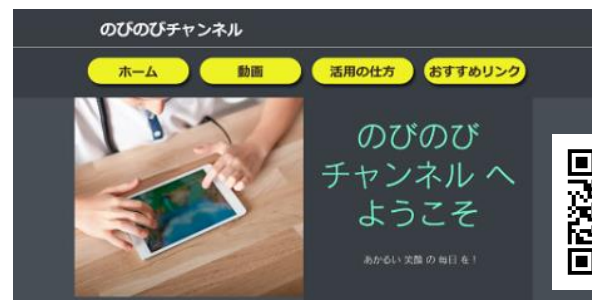 のびのびチャンネル
ホーム
動画
活用の仕方
おすすめリンク
のびのび
チャンネル へ
ようこそ
あかるい 笑顔 の 毎日 を！